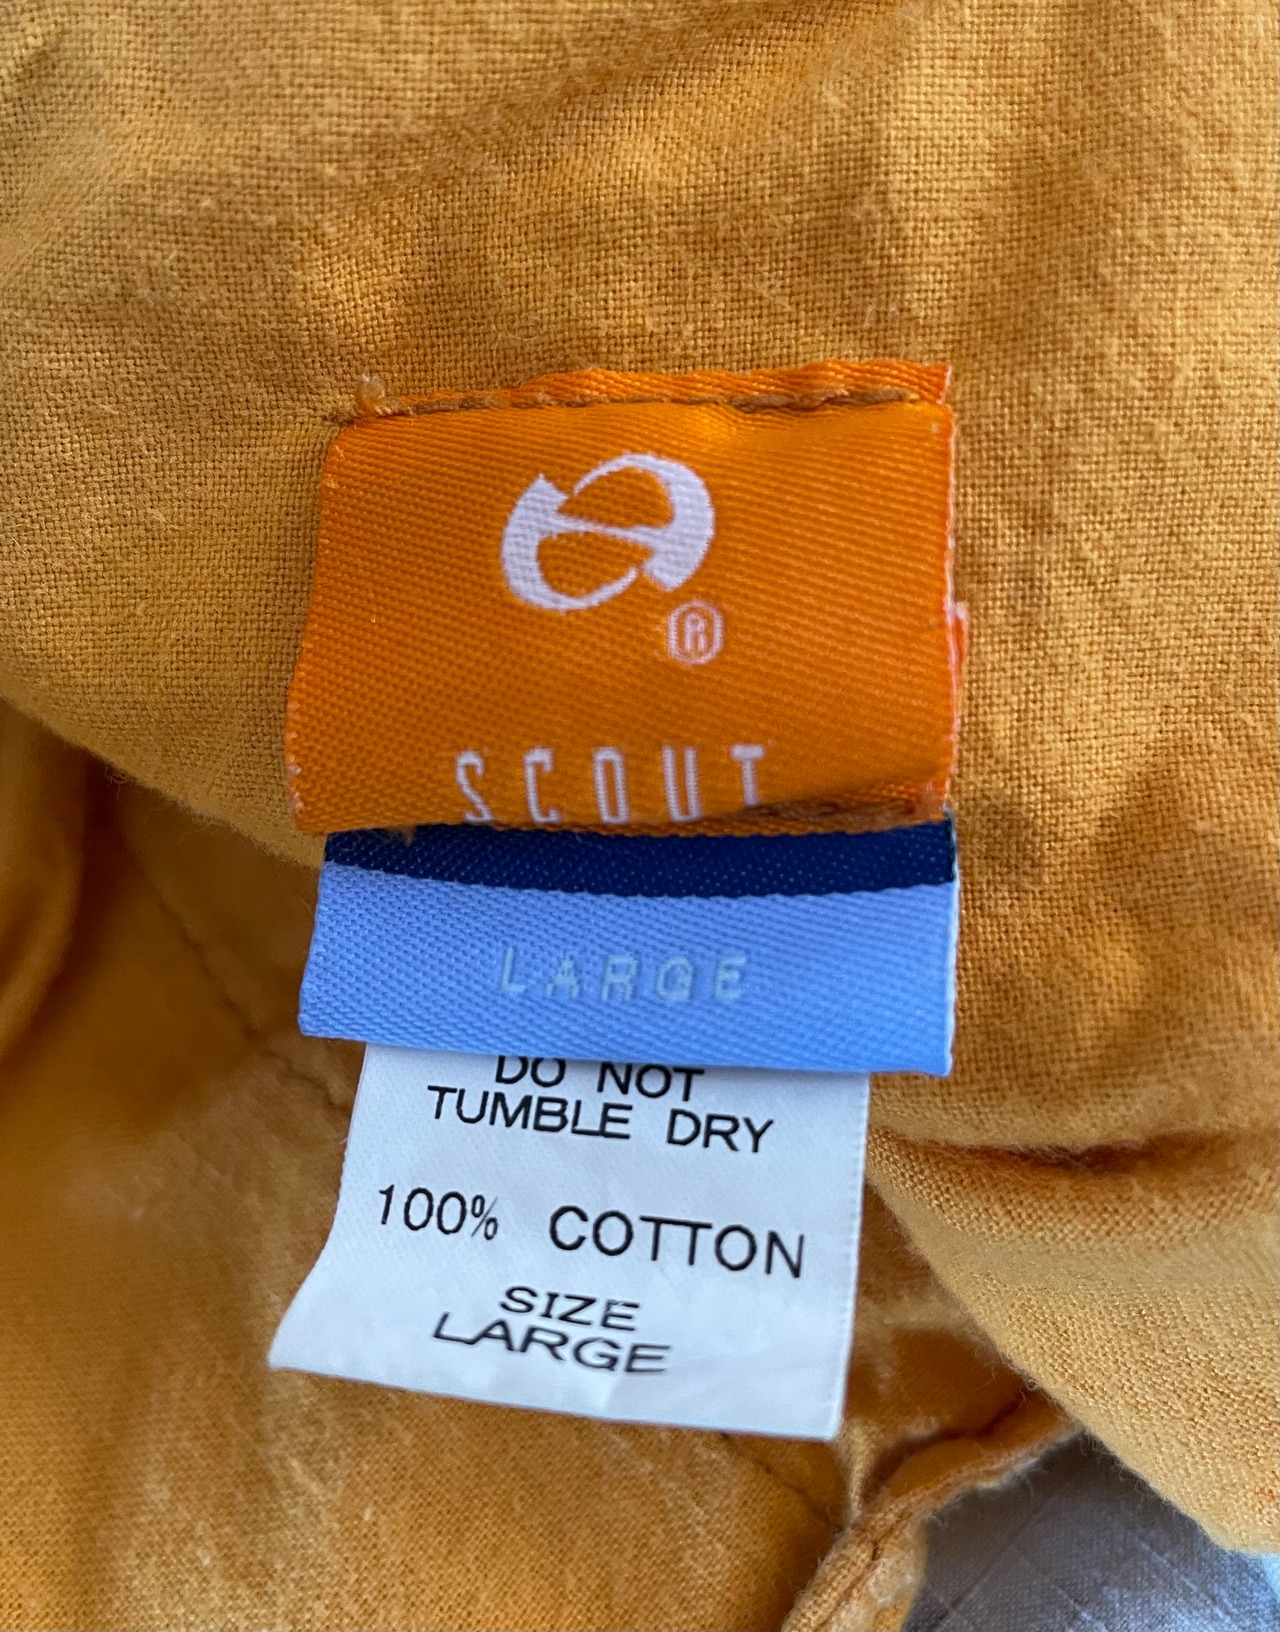 ®
SCOUT
LARGE
DO NOT
TUMBLE DRY
100% COTTON
SIZE
LARGE